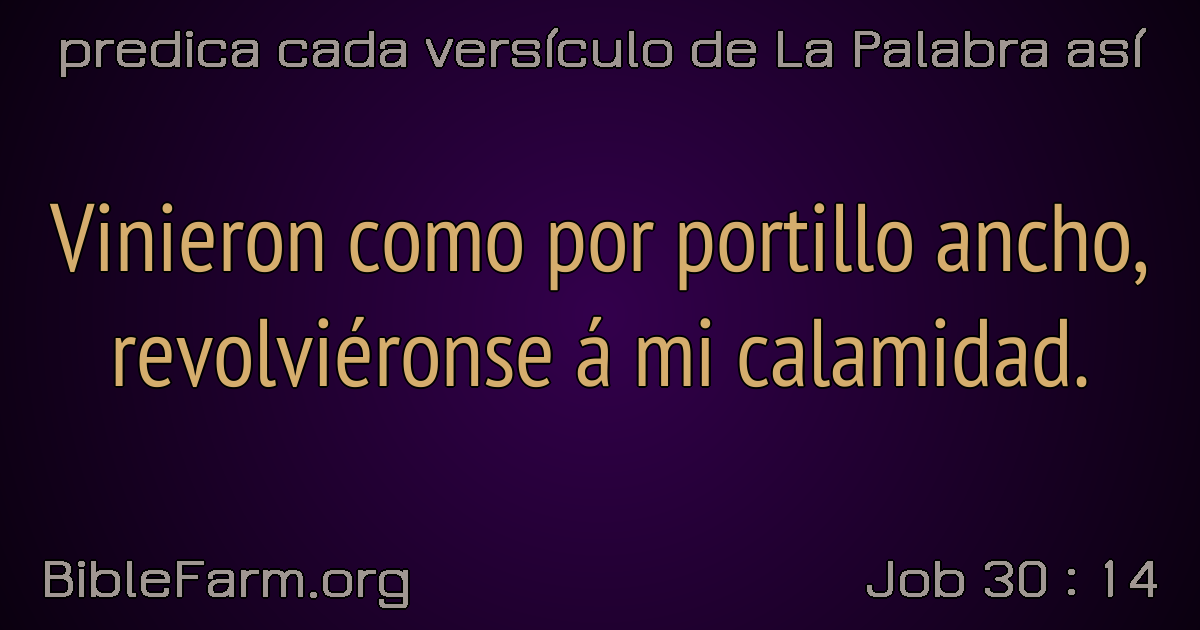 predica cada versículo de La Palabra así
Vinieron como por portillo ancho,
revolviéronse á mi calamidad.
BibleFarm.org
Job 30 : 14